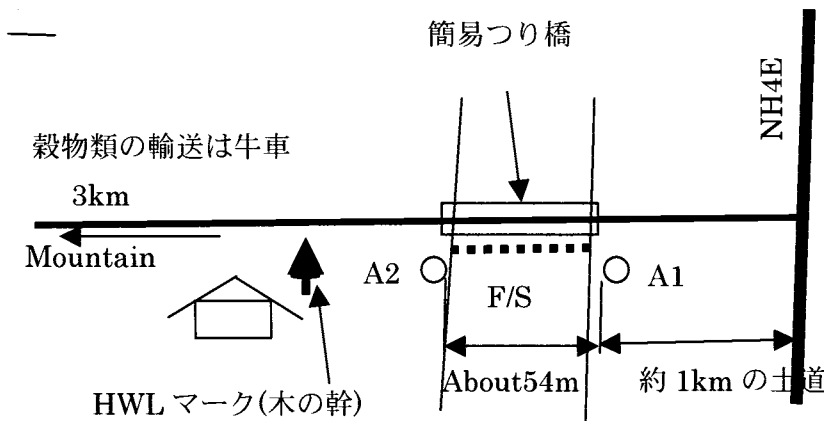 簡易つり橋
NH4E
穀物類の輸送は牛車
3km
Mountain
A2
A1
F/S
About54m
約 1km の土道
HWL マーク(木の幹)